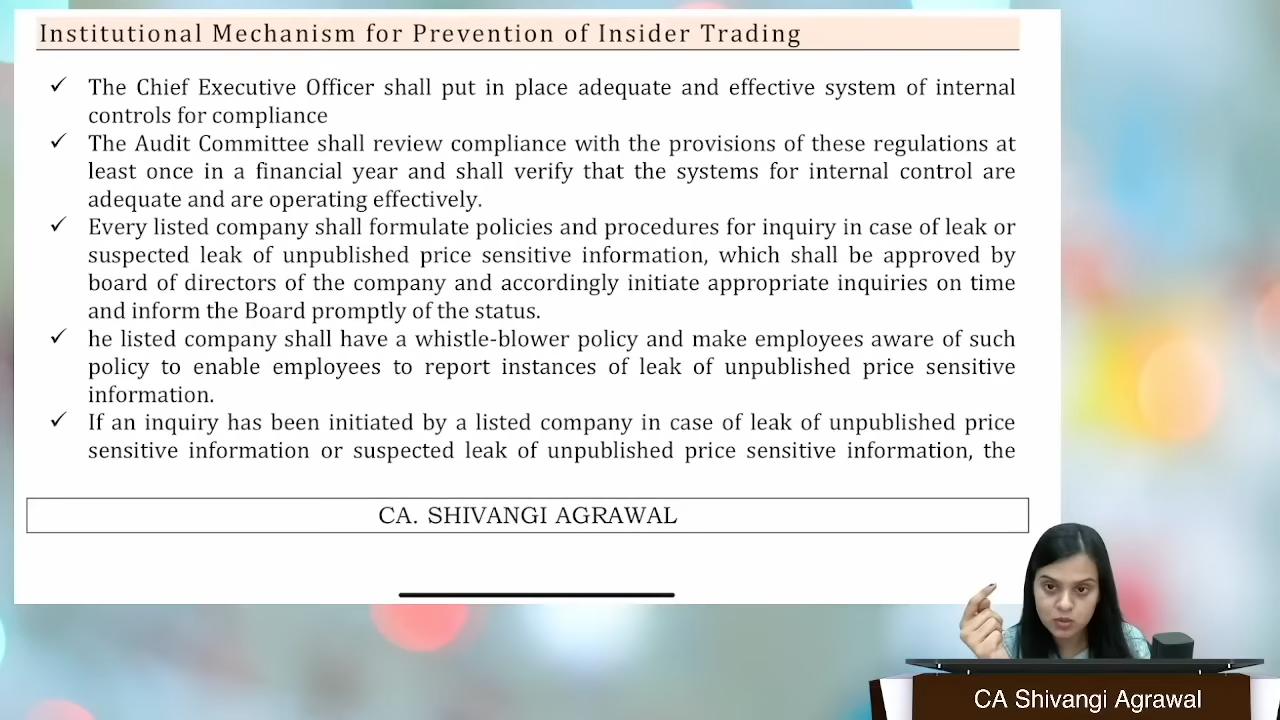 Institutional Mechanism for Prevention of Insider Trading
✓ The Chief Executive Officer shall put in place adequate and effective system of internal
controls for compliance
✓ The Audit Committee shall review compliance with the provisions of these regulations at
least once in a financial year and shall verify that the systems for internal control are
adequate and are operating effectively.
✓ Every listed company shall formulate policies and procedures for inquiry in case of leak or
suspected leak of unpublished price sensitive information, which shall be approved by
board of directors of the company and accordingly initiate appropriate inquiries on time
and inform the Board promptly of the status.
✓ he listed company shall have a whistle-blower policy and make employees aware of such
policy to enable employees to report instances of leak of unpublished price sensitive
information.
✓ If an inquiry has been initiated by a listed company in case of leak of unpublished price
sensitive information or suspected leak of unpublished price sensitive information, the
CA. SHIVANGI AGRAWAL
CA Shivangi Agrawal